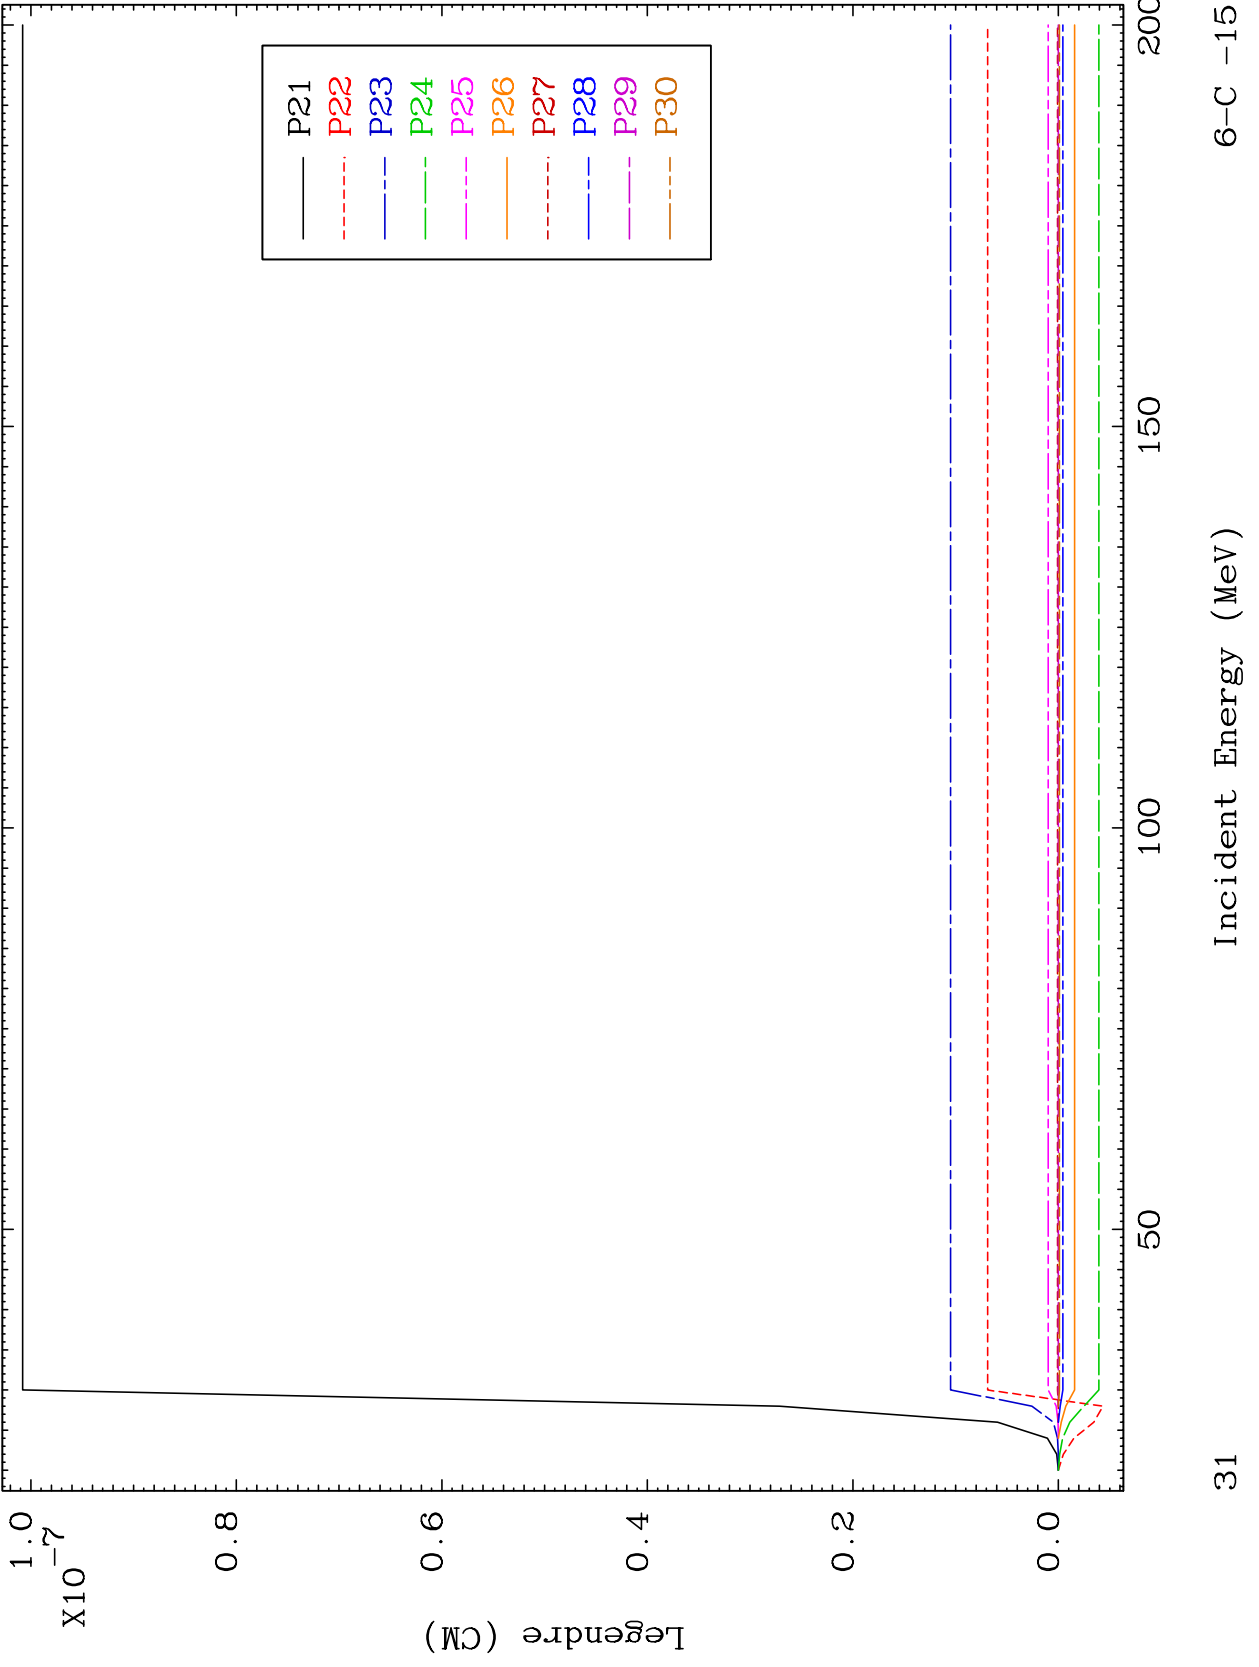 1.0
X10 -7
0.8
0.6
0.4
0.2
0.0
Legendre (CM)
P21
P22
P23
P24
P25
P26
P27
P28
P29
P30
50
100
150
200
Incident Energy (MeV)
31
6-C -15